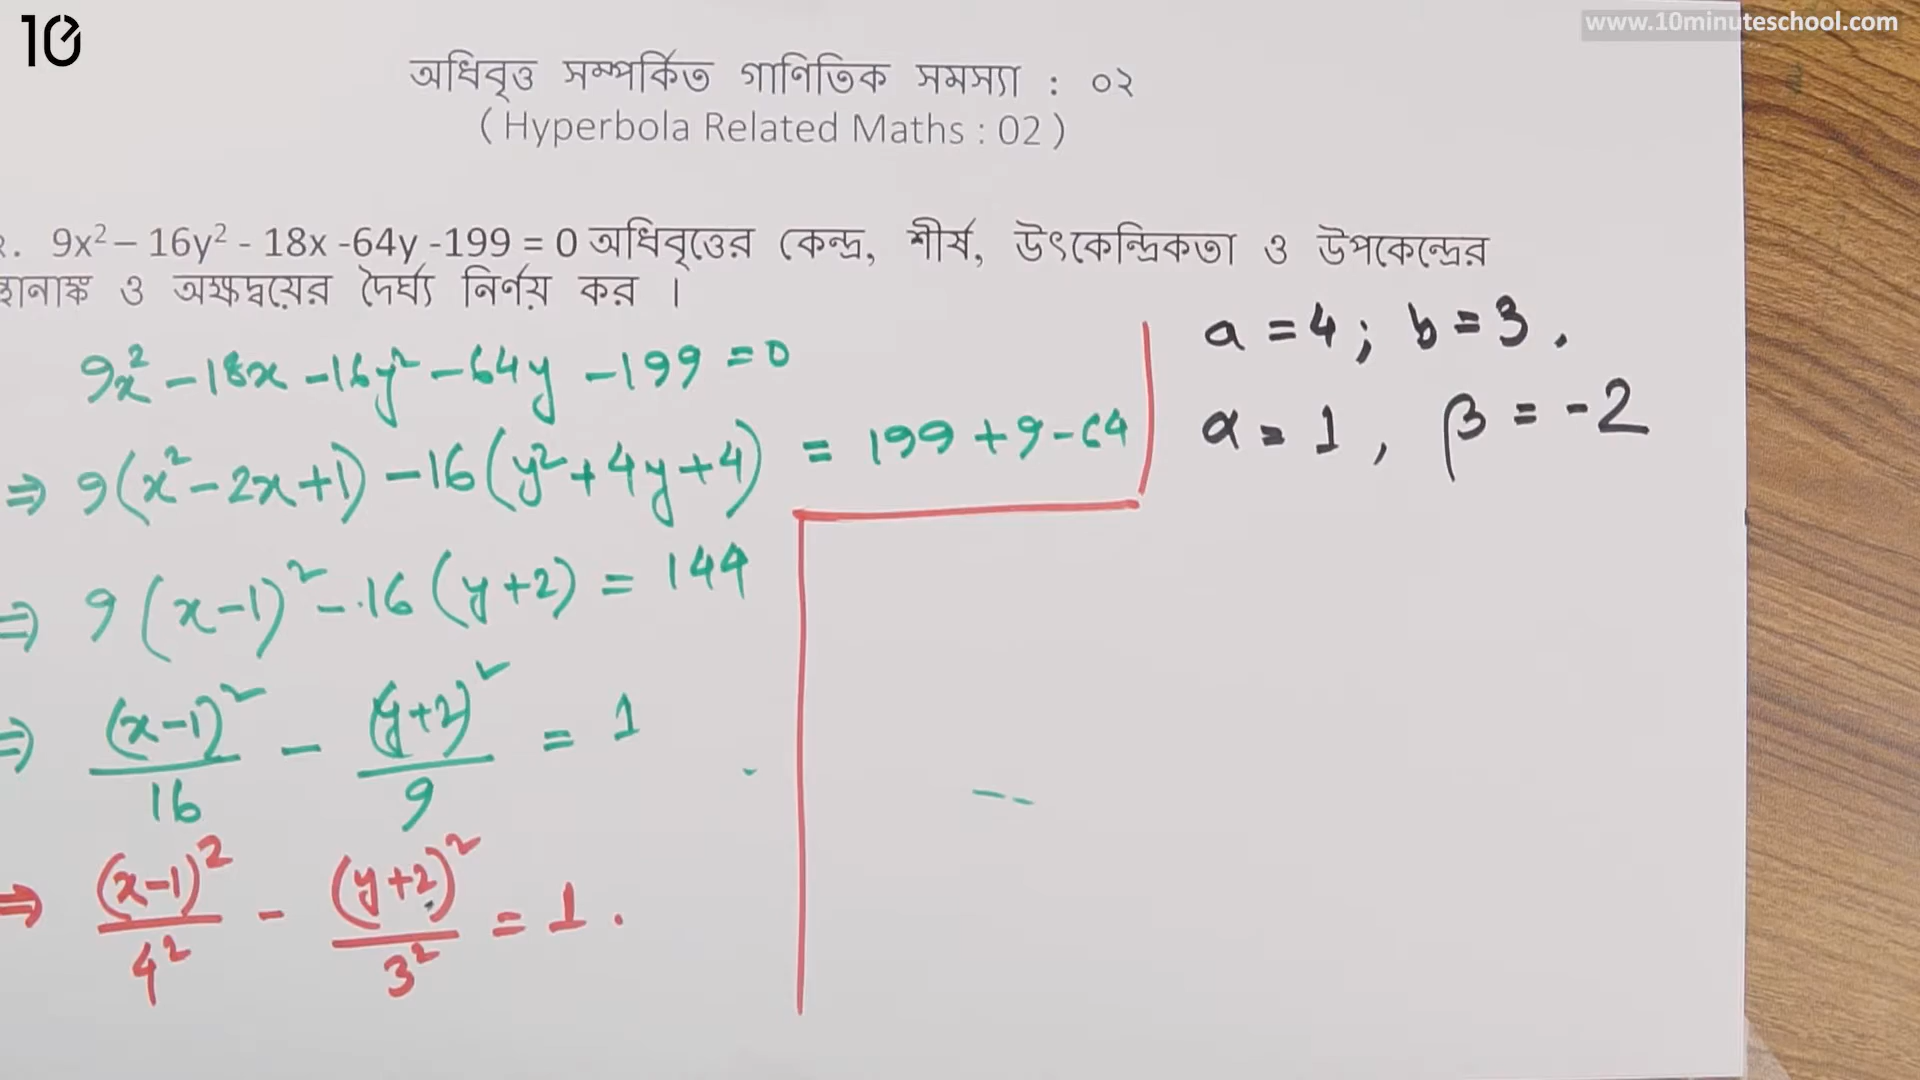 10
www.10minuteschool.com
অধিবৃত্ত সম্পর্কিত গাণিতিক সমস্যা : ০২
( Hyperbola Related Maths : 02 )
২. 9x² – 16y² - 18x -64y -199 = 0 অধিবৃত্তের কেন্দ্র, শীর্ষ, উৎকেন্দ্রিকতা ও উপকেন্দ্রের
স্থানাঙ্ক ও অক্ষদ্বয়ের দৈর্ঘ্য নির্ণয় কর ।
9x² - 18x - 16y² - 64y - 199 = 0
⇒ 9(x² - 2x + 1) - 16(y² + 4y + 4) = 199 + 9 - 64
⇒ 9(x-1)² - 16(y+2) = 144
⇒ (x-1)²/16 - (y+2)²/9 = 1
⇒ (x-1)²/4² - (y+2)²/3² = 1.
a = 4 ; b = 3 .
α = 1 , β = -2